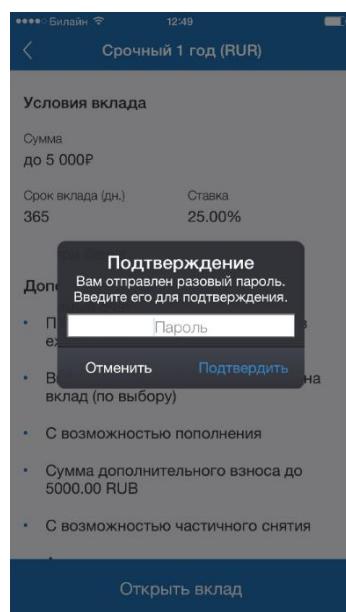 Билайн 12:49
Срочный 1 год (RUR)
Условия вклада
Сумма
до 5 000₽
Срок вклада (дн.) Ставка
365 25.00%
Подтверждение
Вам отправлен разовый пароль.
Введите его для подтверждения.
Пароль
Отменить Подтвердить
на
вклад (по выбору)
С возможностью пополнения
Сумма дополнительного взноса до
5000.00 RUB
С возможностью частичного снятия
Открыть вклад